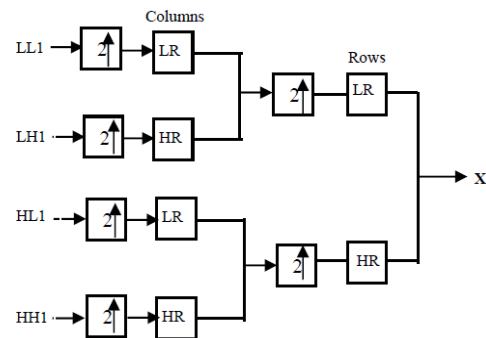 Columns
LL1 2 LR
Rows
2 LR
LH1 2 HR
X
HL1 2 LR
2 HR
HH1 2 HR